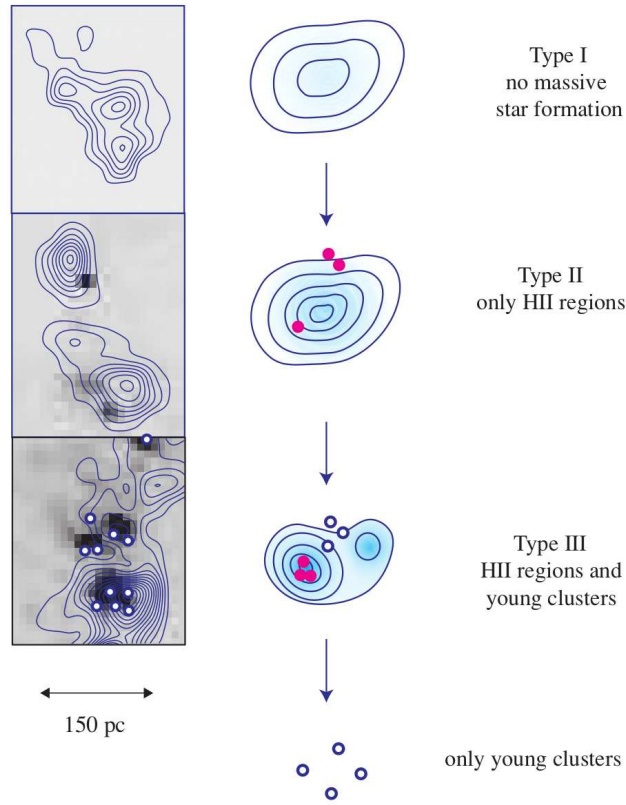 Type I
no massive
star formation
Type II
only HII regions
Type III
HII regions and
young clusters
150 pc
only young clusters